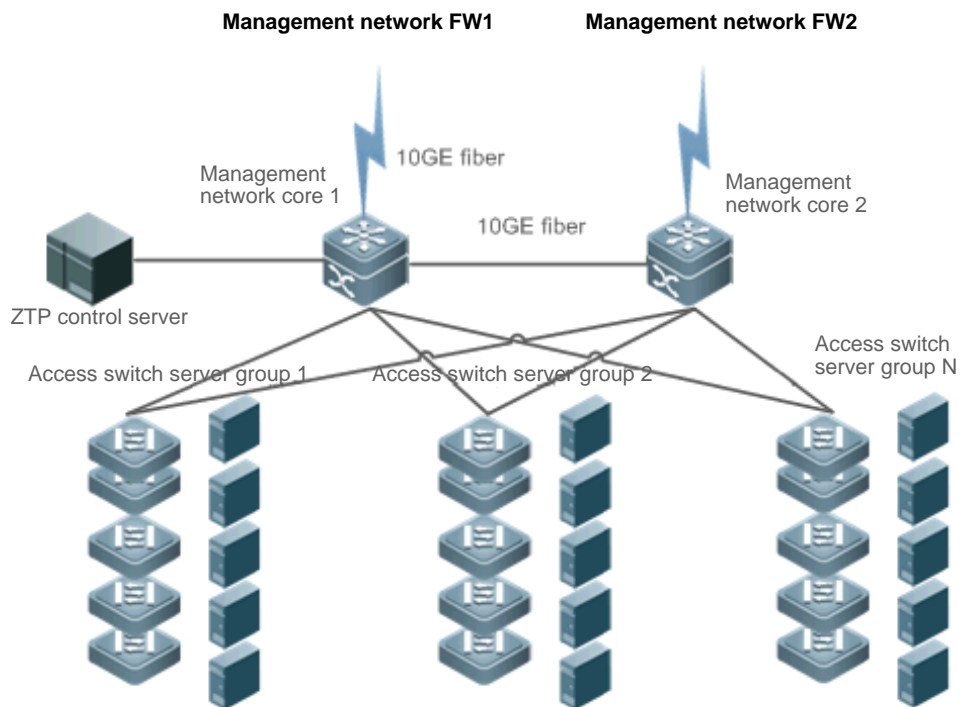 Management network FW1
Management network FW2
10GE fiber
Management
network core 1
Management
network core 2
10GE fiber
ZTP control server
Access switch server group 1
Access switch server group 2
Access switch
server group N